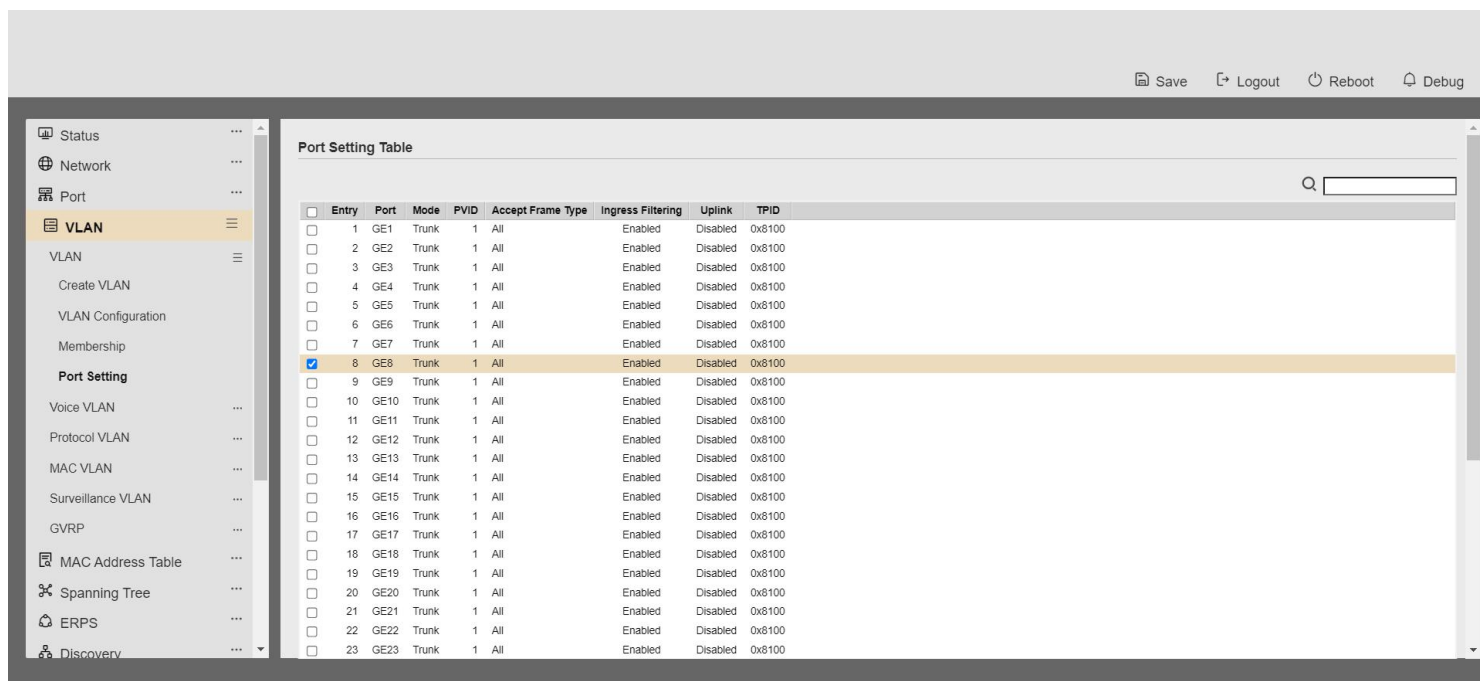 Save Logout Reboot Debug
Status
Network
Port
VLAN
VLAN
Create VLAN
VLAN Configuration
Membership
Port Setting
Voice VLAN
Protocol VLAN
MAC VLAN
Surveillance VLAN
GVRP
MAC Address Table
Spanning Tree
ERPS
Discovery
Port Setting Table
Entry Port Mode PVID Accept Frame Type Ingress Filtering Uplink TPID
1 GE1 Trunk 1 All Enabled Disabled 0x8100
2 GE2 Trunk 1 All Enabled Disabled 0x8100
3 GE3 Trunk 1 All Enabled Disabled 0x8100
4 GE4 Trunk 1 All Enabled Disabled 0x8100
5 GE5 Trunk 1 All Enabled Disabled 0x8100
6 GE6 Trunk 1 All Enabled Disabled 0x8100
7 GE7 Trunk 1 All Enabled Disabled 0x8100
8 GE8 Trunk 1 All Enabled Disabled 0x8100
9 GE9 Trunk 1 All Enabled Disabled 0x8100
10 GE10 Trunk 1 All Enabled Disabled 0x8100
11 GE11 Trunk 1 All Enabled Disabled 0x8100
12 GE12 Trunk 1 All Enabled Disabled 0x8100
13 GE13 Trunk 1 All Enabled Disabled 0x8100
14 GE14 Trunk 1 All Enabled Disabled 0x8100
15 GE15 Trunk 1 All Enabled Disabled 0x8100
16 GE16 Trunk 1 All Enabled Disabled 0x8100
17 GE17 Trunk 1 All Enabled Disabled 0x8100
18 GE18 Trunk 1 All Enabled Disabled 0x8100
19 GE19 Trunk 1 All Enabled Disabled 0x8100
20 GE20 Trunk 1 All Enabled Disabled 0x8100
21 GE21 Trunk 1 All Enabled Disabled 0x8100
22 GE22 Trunk 1 All Enabled Disabled 0x8100
23 GE23 Trunk 1 All Enabled Disabled 0x8100